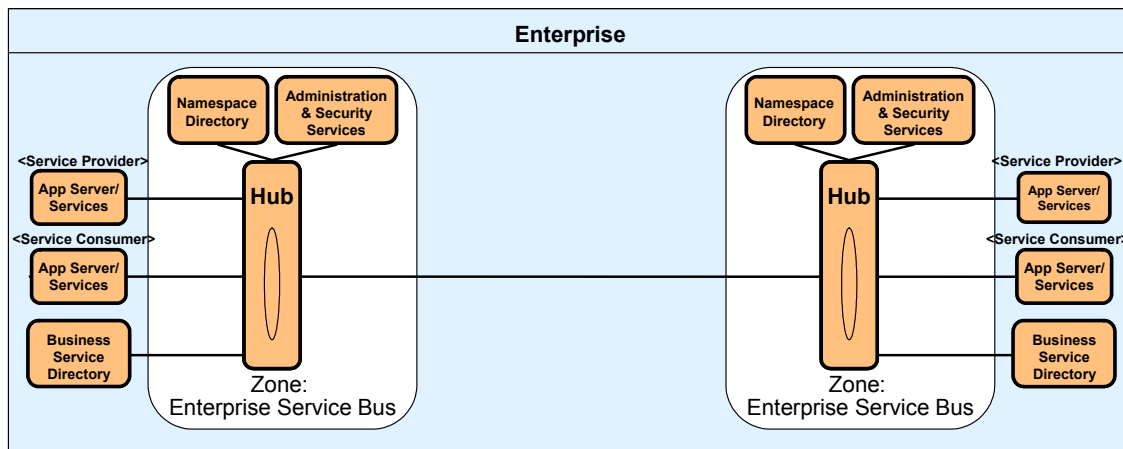 Enterprise
Namespace
Directory
Administration
& Security
Services
<Service Provider>
App Server/
Services
Hub
<Service Consumer>
App Server/
Services
Business
Service
Directory
Zone:
Enterprise Service Bus
Namespace
Directory
Administration
& Security
Services
Hub
<Service Provider>
App Server/
Services
<Service Consumer>
App Server/
Services
Business
Service
Directory
Zone:
Enterprise Service Bus